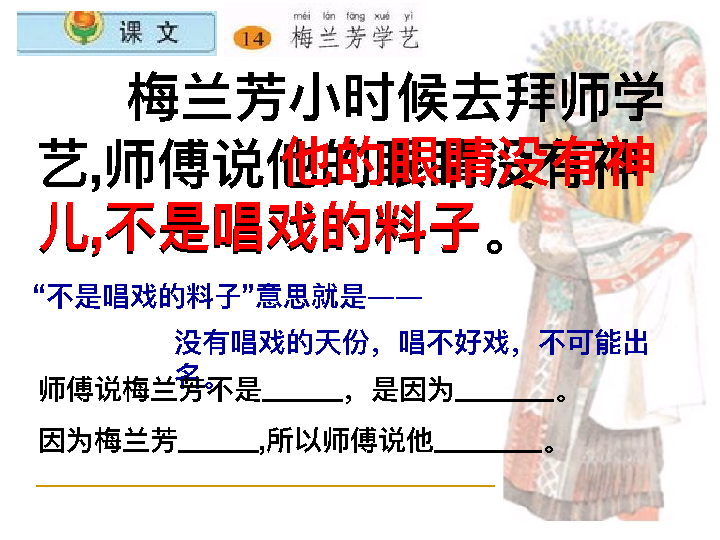 课文
14
méi lán fāng xué yì
梅兰芳学艺
梅兰芳小时候去拜师学
艺,师傅说他的眼睛没有神
儿,不是唱戏的料子。
“不是唱戏的料子”意思就是——
没有唱戏的天份，唱不好戏，不可能出
名。
师傅说梅兰芳不是______，是因为_______。
因为梅兰芳______,所以师傅说他________。